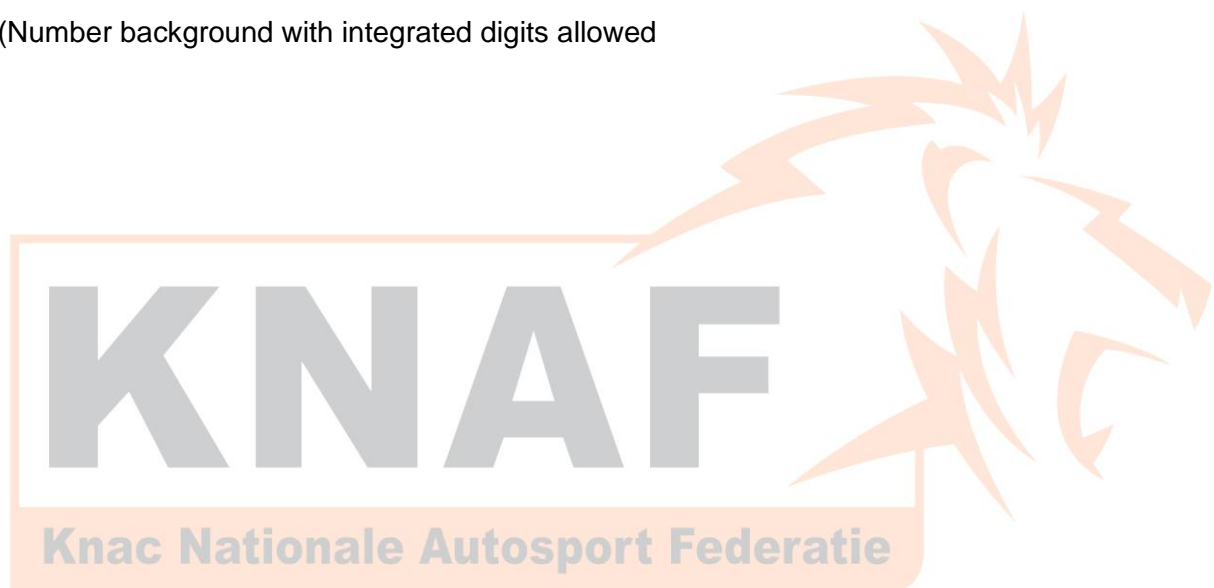 (Number background with integrated digits allowed
KNAF
Knac Nationale Autosport Federatie